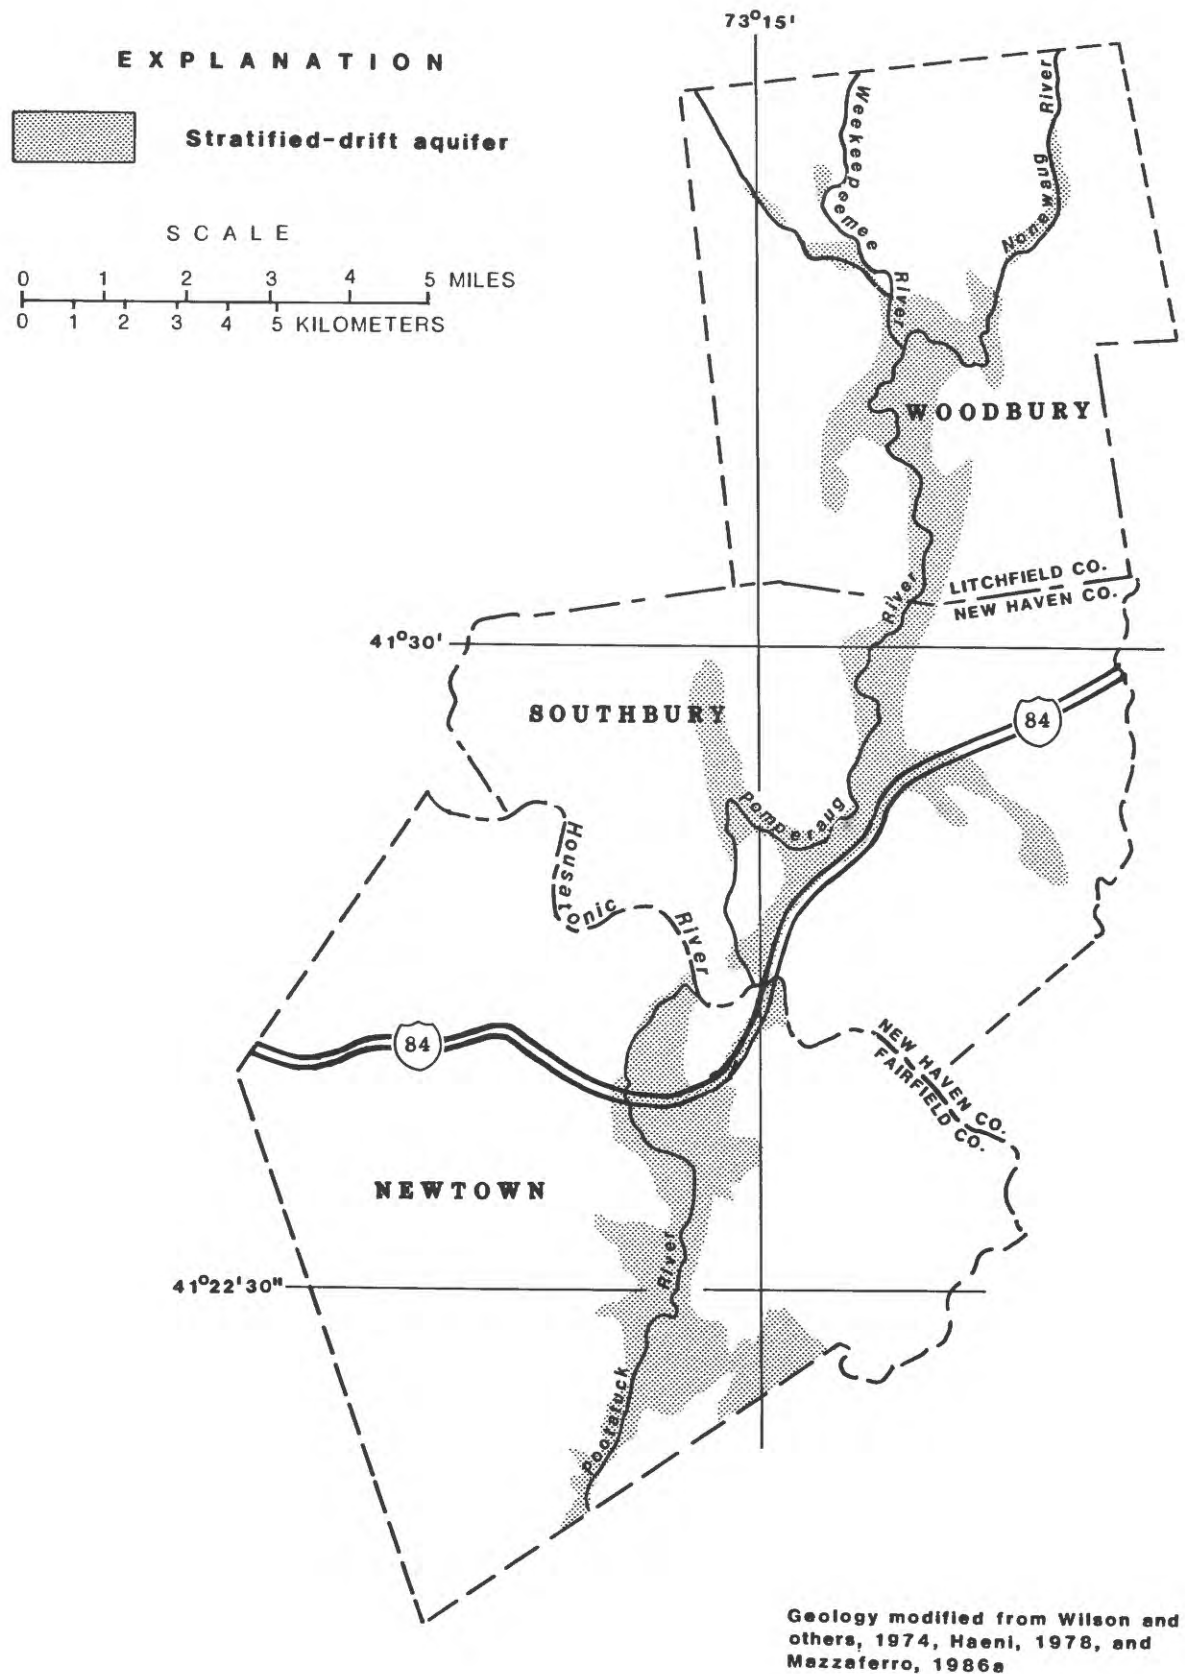 73°15'
EXPLANATION
Stratified-drift aquifer
SCALE
0 1 2 3 4 5 MILES
0 1 2 3 4 5 KILOMETERS
Weekepeemee
River
Nonewaug
River
WOODBURY
LITCHFIELD CO.
NEW HAVEN CO.
River
41°30'
SOUTHBURY
84
Pomperaug
Housatonic
River
84
NEW HAVEN CO.
FAIRFIELD CO.
NEWTOWN
River
41°22'30"
Pootatuck
Geology modified from Wilson and
others, 1974, Haeni, 1978, and
Mazzaferro, 1986a